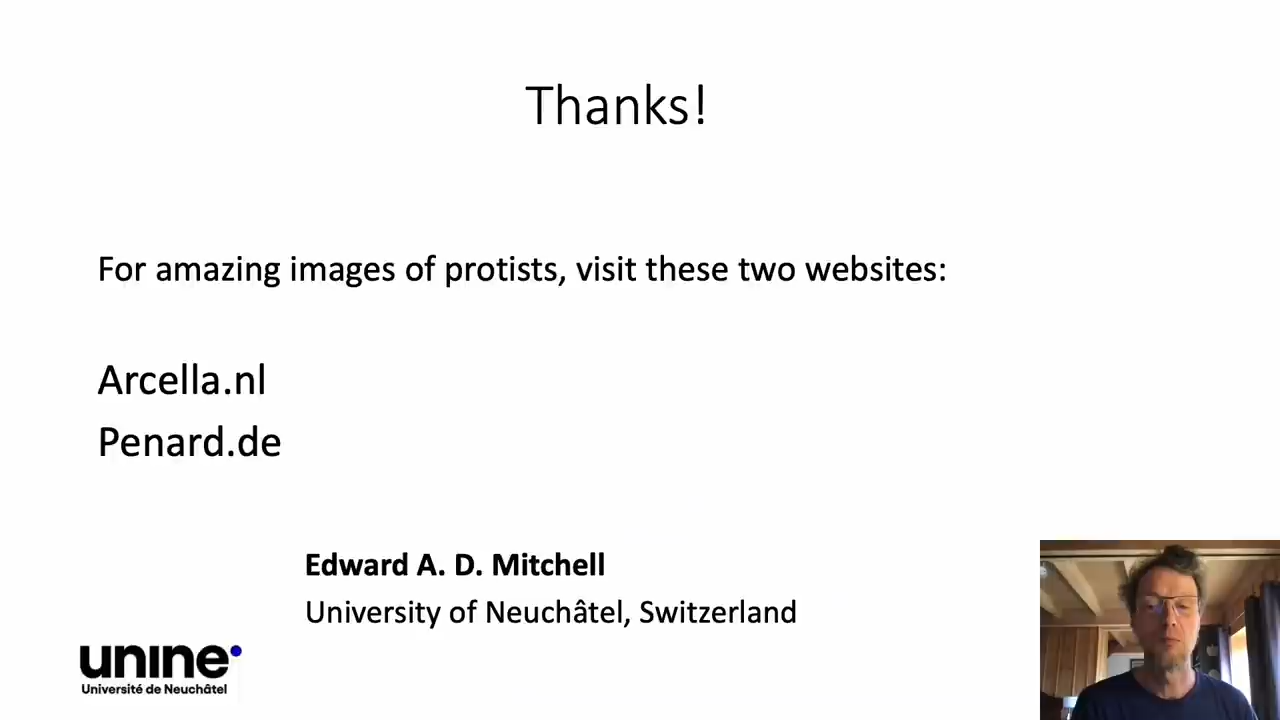 Thanks!
For amazing images of protists, visit these two websites:
Arcella.nl
Penard.de
Edward A. D. Mitchell
University of Neuchâtel, Switzerland
unine
Université de Neuchâtel